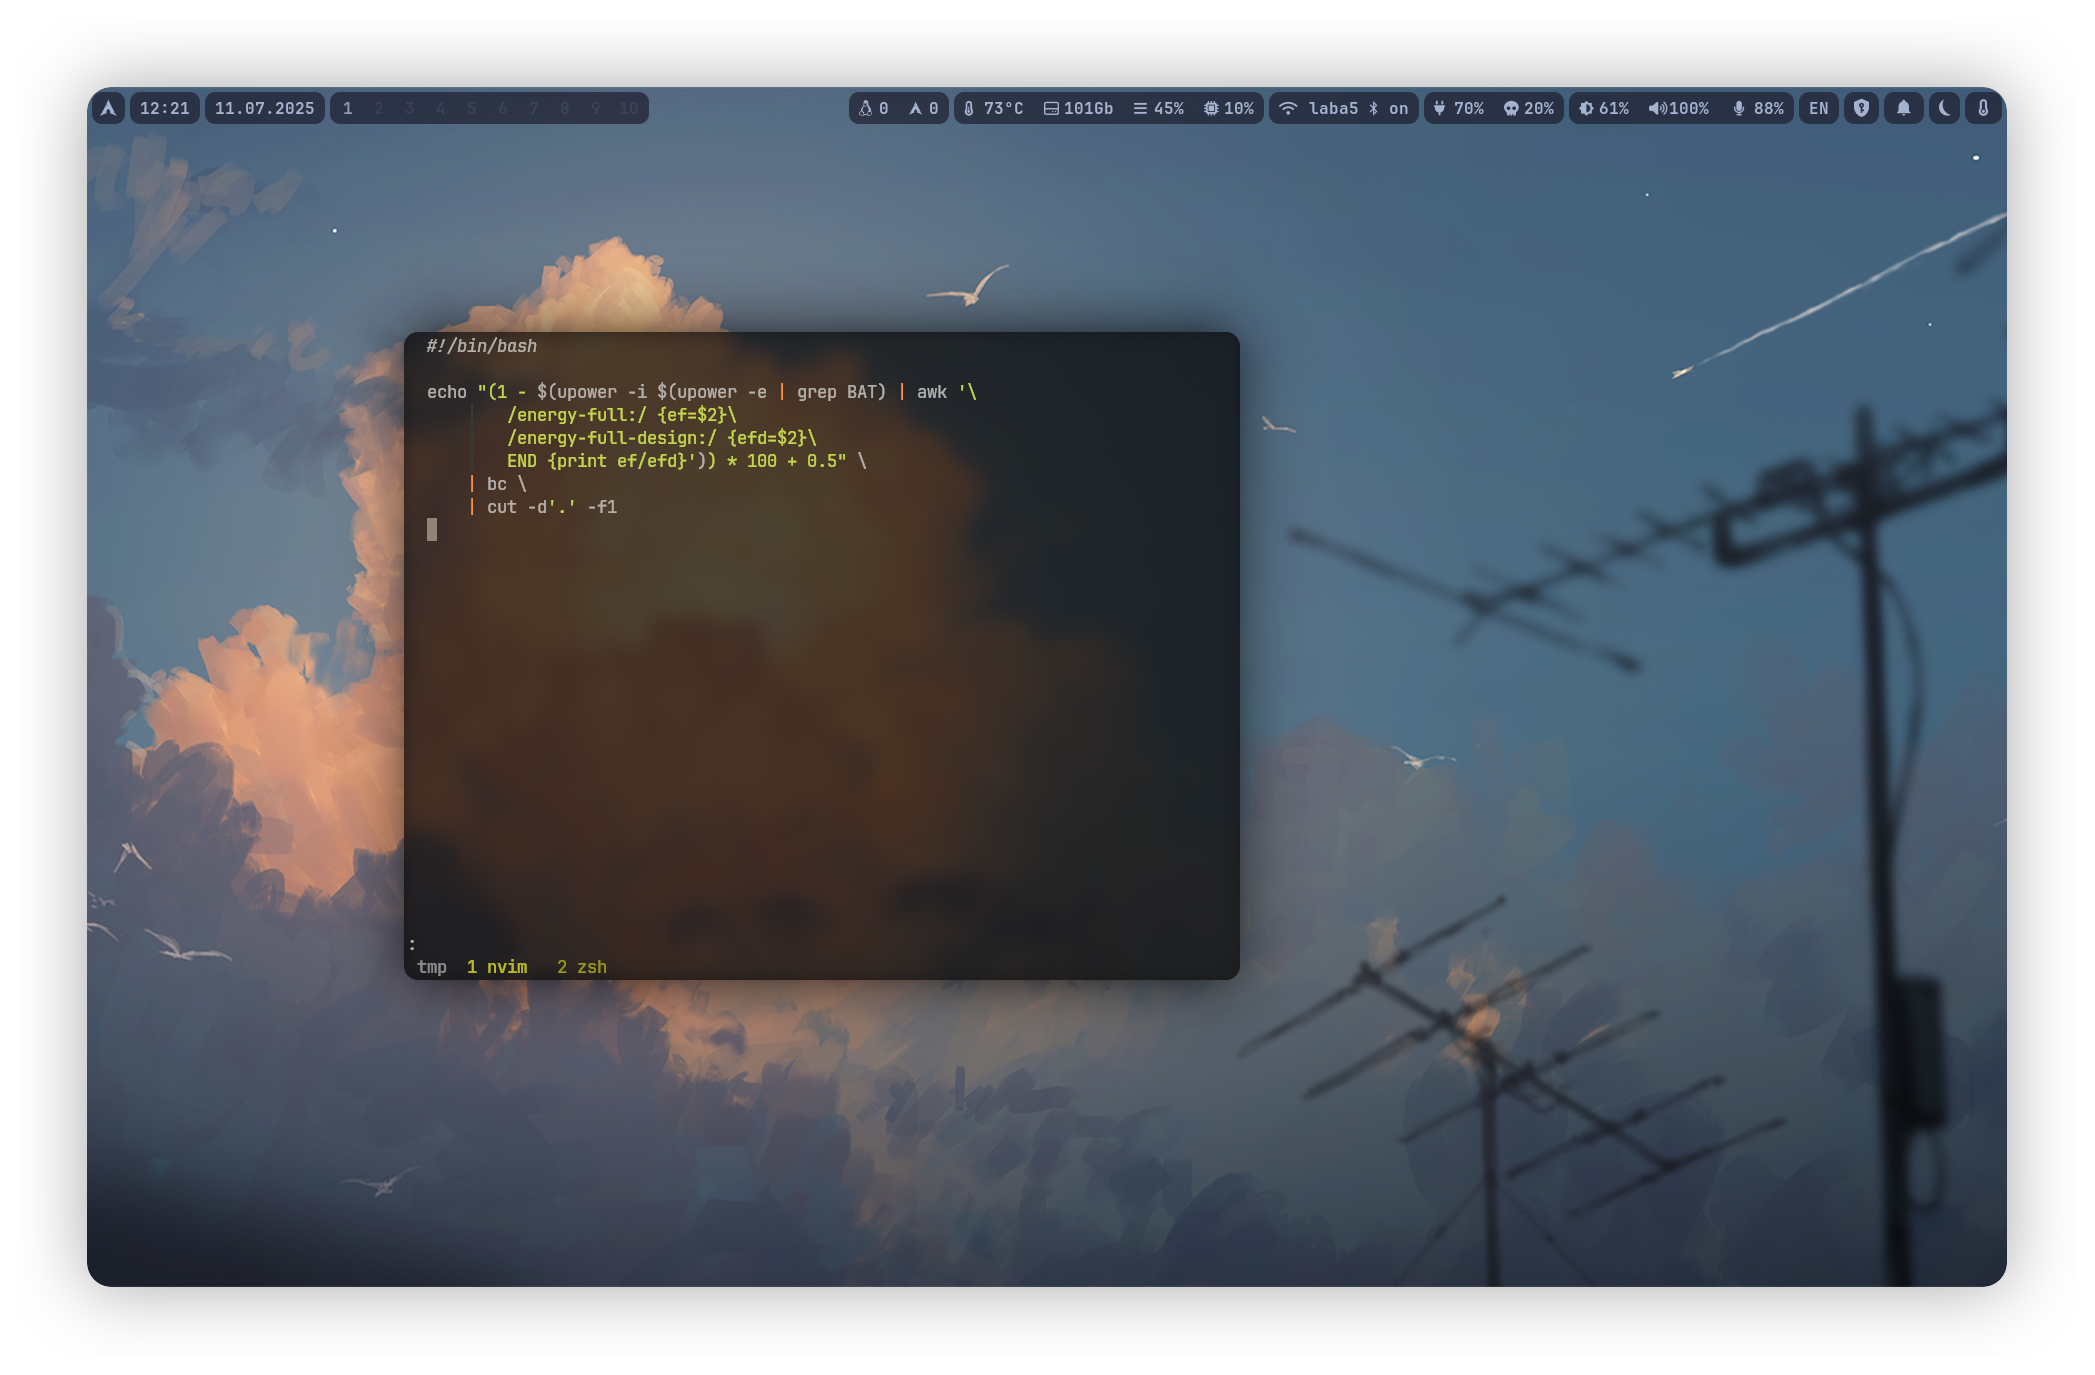 12:21 11.07.2025 1 2 3 4 5 6 7 8 9 10 0 0 73°C 101Gb 45% 10% laba5 on 70% 20% 61% 100% 88% EN
#!/bin/bash
echo "(1 - $(upower -i $(upower -e | grep BAT) | awk '\
/energy-full:/ {ef=$2}\
/energy-full-design:/ {efd=$2}\
END {print ef/efd}')) * 100 + 0.5" \
| bc \
| cut -d'.' -f1
:
tmp 1 nvim 2 zsh